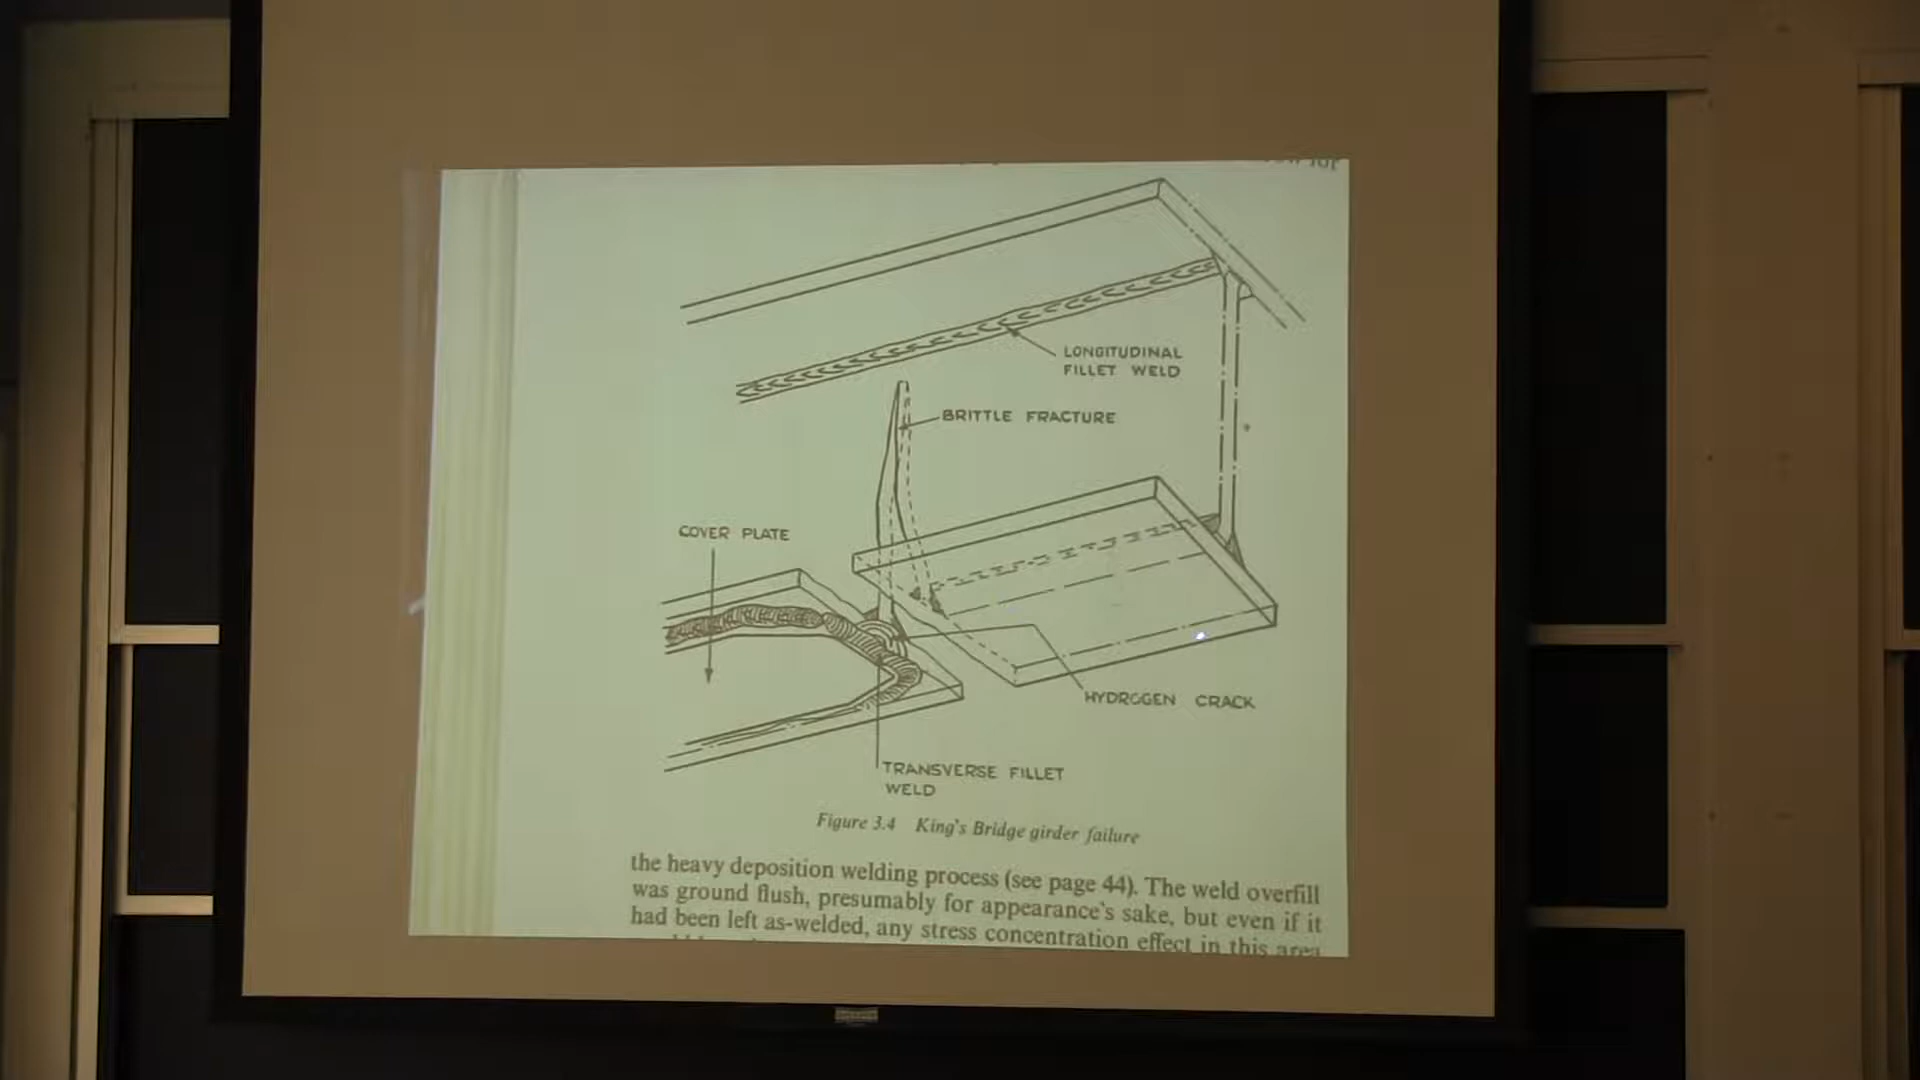 LONGITUDINAL
FILLET WELD
BRITTLE FRACTURE
COVER PLATE
HYDROGEN CRACK
TRANSVERSE FILLET
WELD
Figure 3.4 King's Bridge girder failure
the heavy deposition welding process (see page 44). The weld overfill
was ground flush, presumably for appearance's sake, but even if it
had been left as-welded, any stress concentration effect in this area